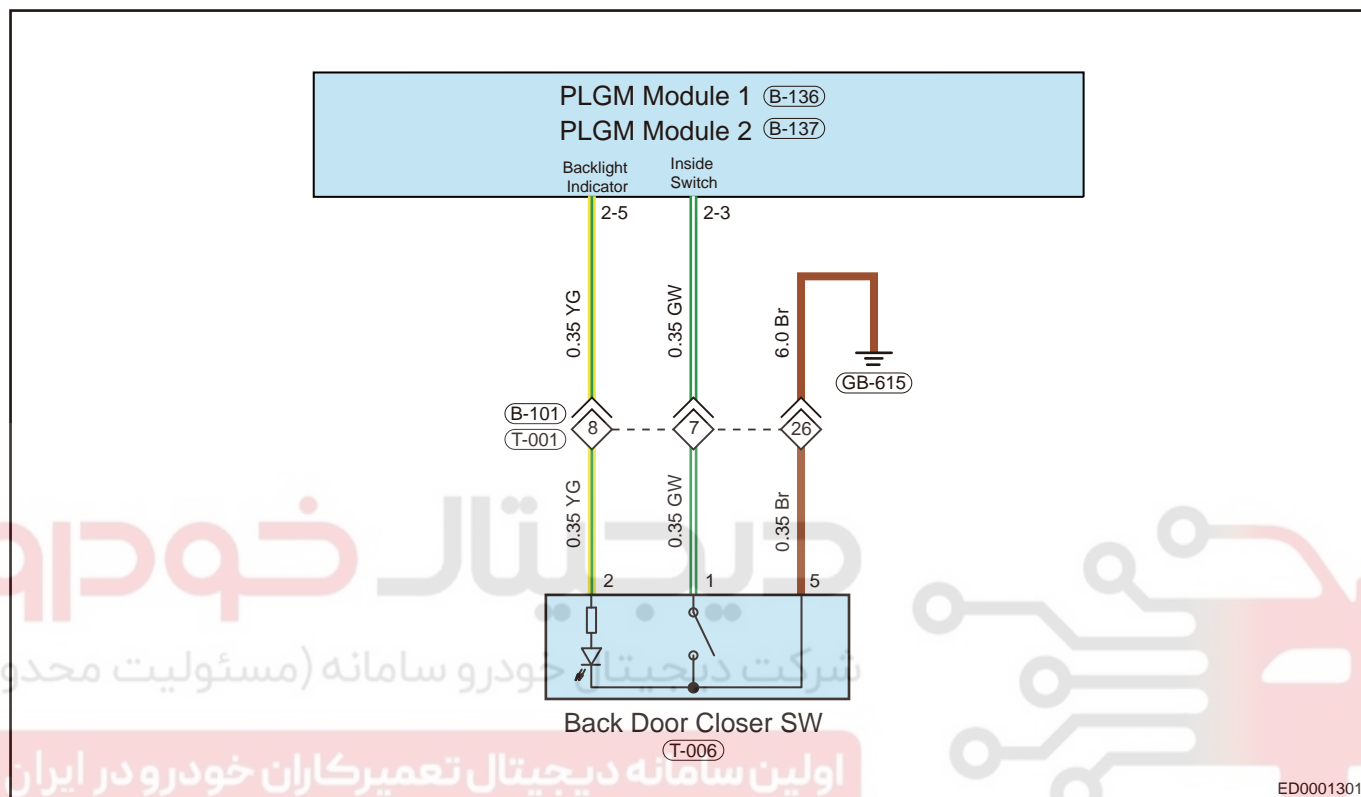 PLGM Module 1 B-136
PLGM Module 2 B-137
Backlight
Indicator
Inside
Switch
2-5
2-3
0.35 YG
0.35 GW
6.0 Br
GB-615
B-101
T-001
8
7
26
0.35 YG
0.35 GW
0.35 Br
2
1
5
دیجیتال خودرو
شرکت دیجیتال خودرو سامانه (مسئولیت محدو
Back Door Closer SW
T-006
اولین سامانه دیجیتال تعمیرکاران خودرو در ایران
ED0001301